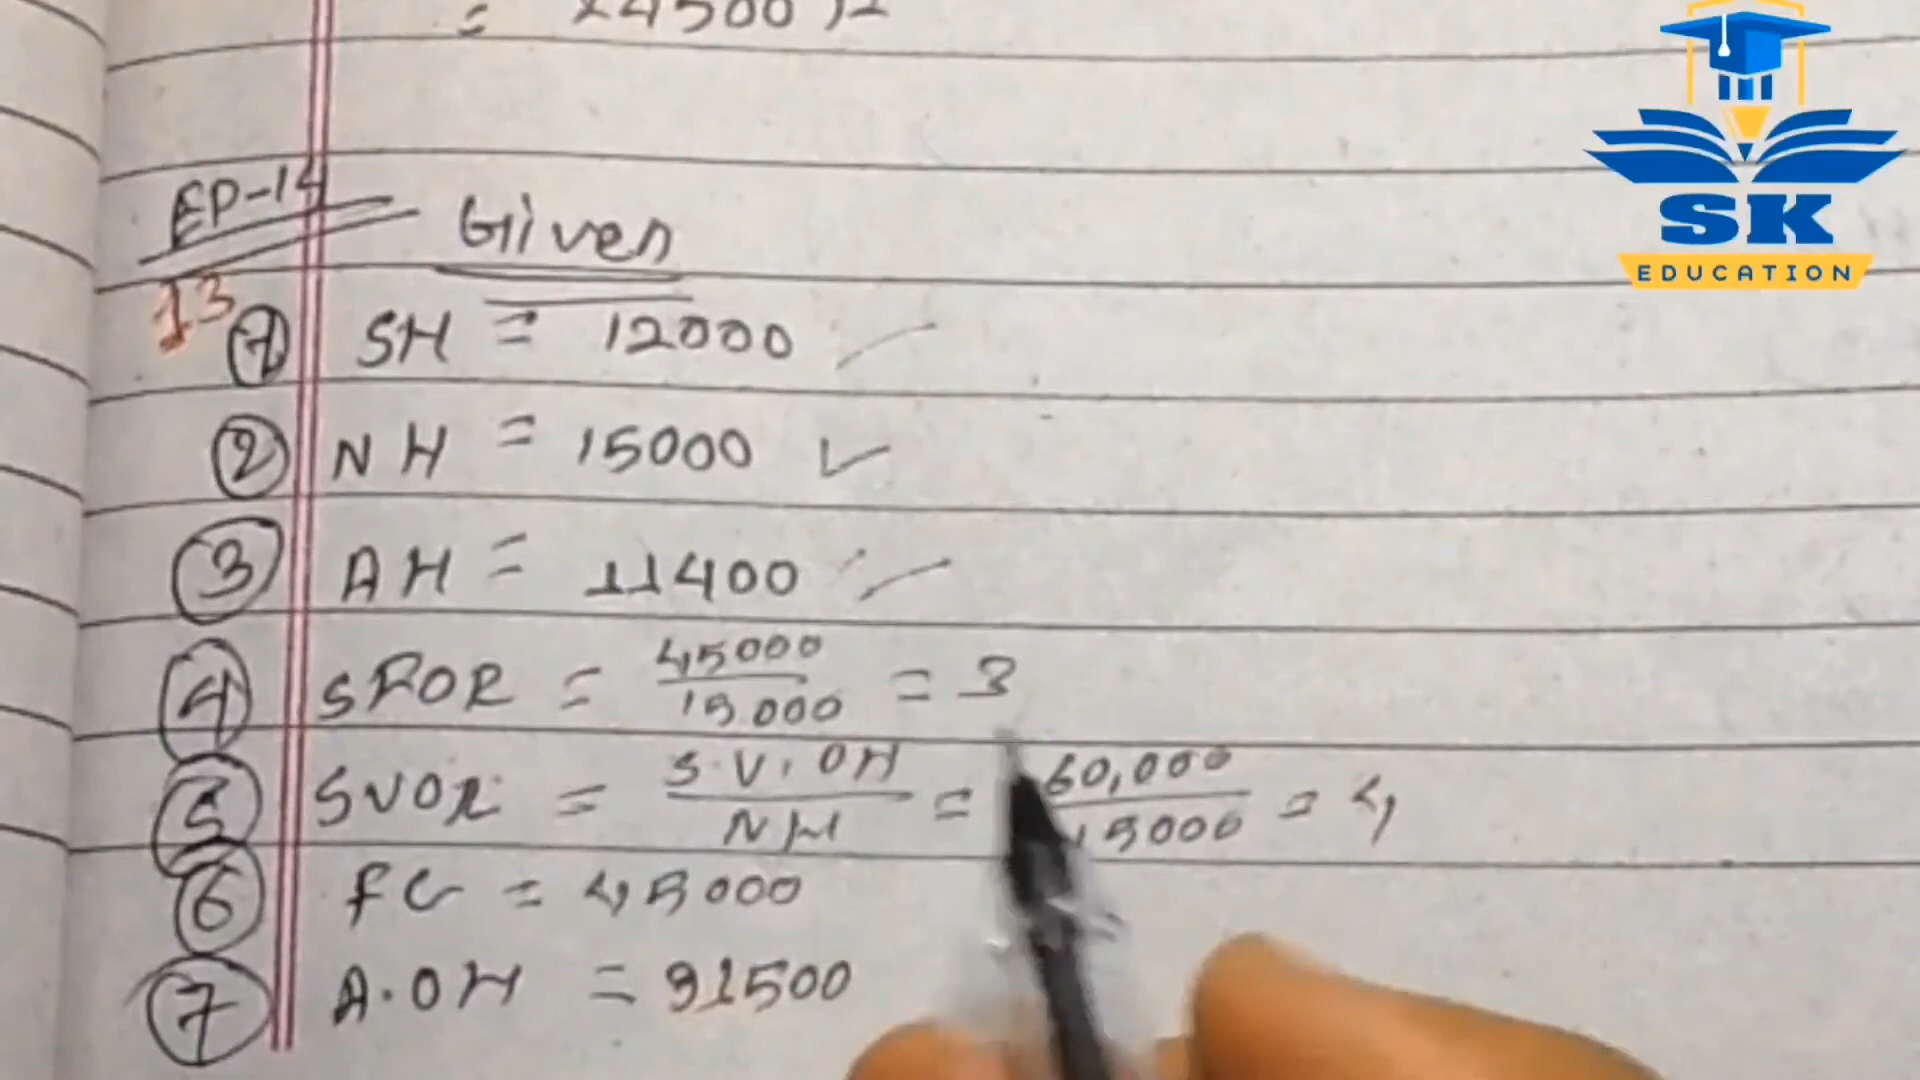 = 24500
EP-14
Given
13
① SH = 12000
② NH = 15000 ✓
③ AH = 11400
④ SFOR = 45000/15000 = 3
⑤ SVOR = S.V.OH/NH = 60,000/15000 = 4
⑥ FC = 45000
⑦ A.OH = 91500
SK
EDUCATION